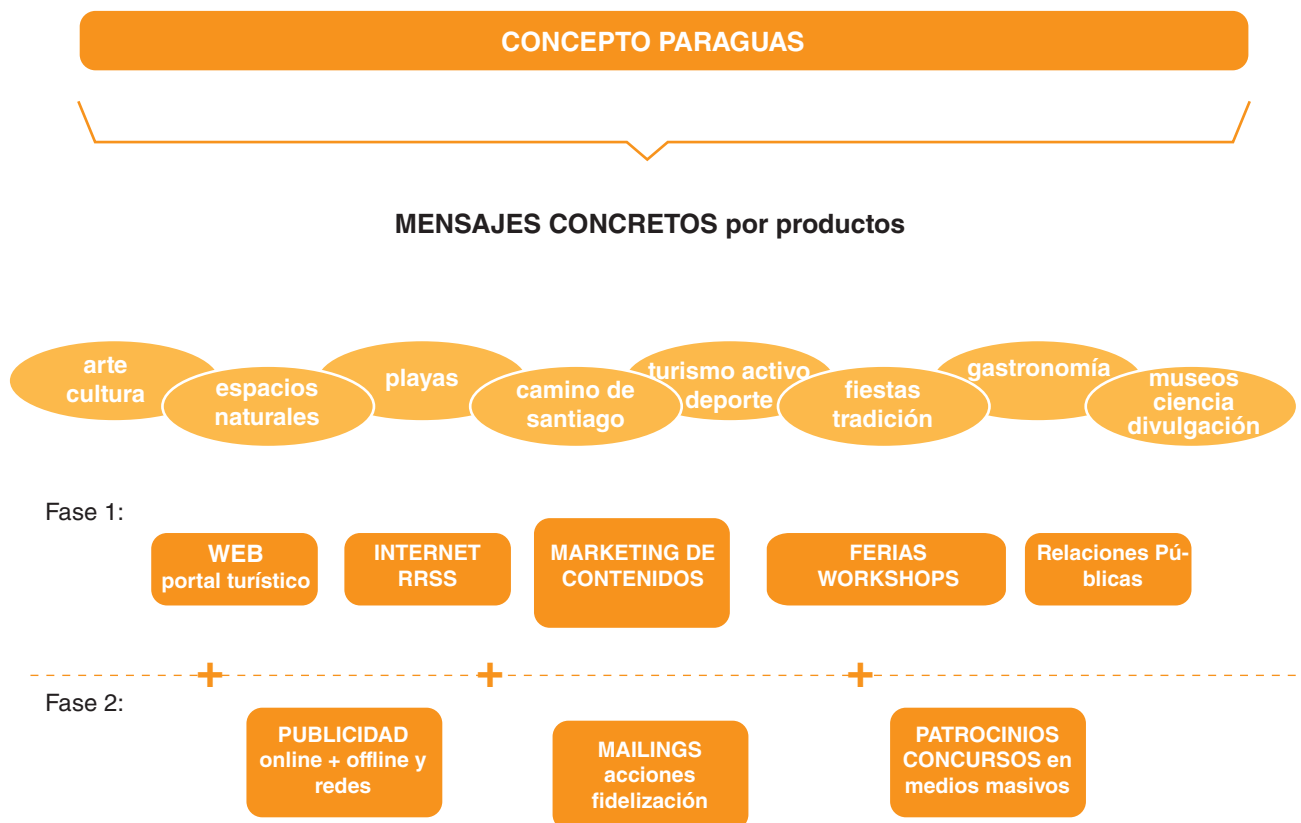 CONCEPTO PARAGUAS
MENSAJES CONCRETOS por productos
arte
cultura
espacios
naturales
playas
camino de
santiago
turismo activo
deporte
fiestas
tradición
gastronomía
museos
ciencia
divulgación
Fase 1:
WEB
portal turístico
INTERNET
RRSS
MARKETING DE
CONTENIDOS
FERIAS
WORKSHOPS
Relaciones Pú-
blicas
+
+
+
Fase 2:
PUBLICIDAD
online + offline y
redes
MAILINGS
acciones
fidelización
PATROCINIOS
CONCURSOS en
medios masivos